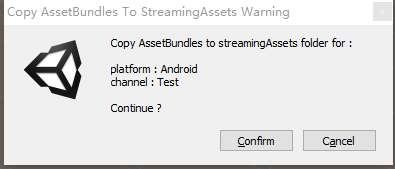 Copy AssetBundles To StreamingAssets Warning
Copy AssetBundles to streamingAssets folder for :
platform : Android
channel : Test
Continue ?
Confirm
Cancel